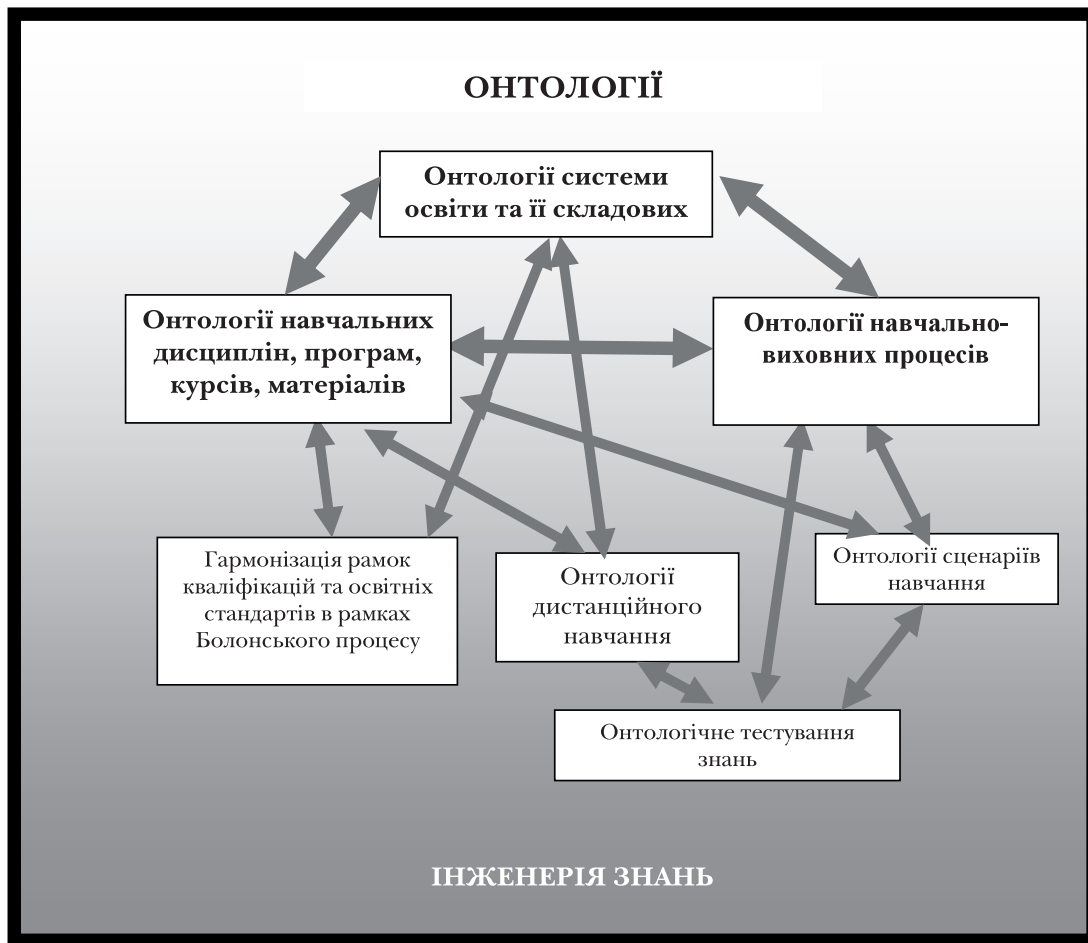 ОНТОЛОГІЇ
Онтології системи
освіти та її складових
Онтології навчальних
дисциплін, програм,
курсів, матеріалів
Онтології навчально-
виховних процесів
Гармонізація рамок
кваліфікацій та освітніх
стандартів в рамках
Болонського процесу
Онтології
дистанційного
навчання
Онтології сценаріїв
навчання
Онтологічне тестування
знань
ІНЖЕНЕРІЯ ЗНАНЬ